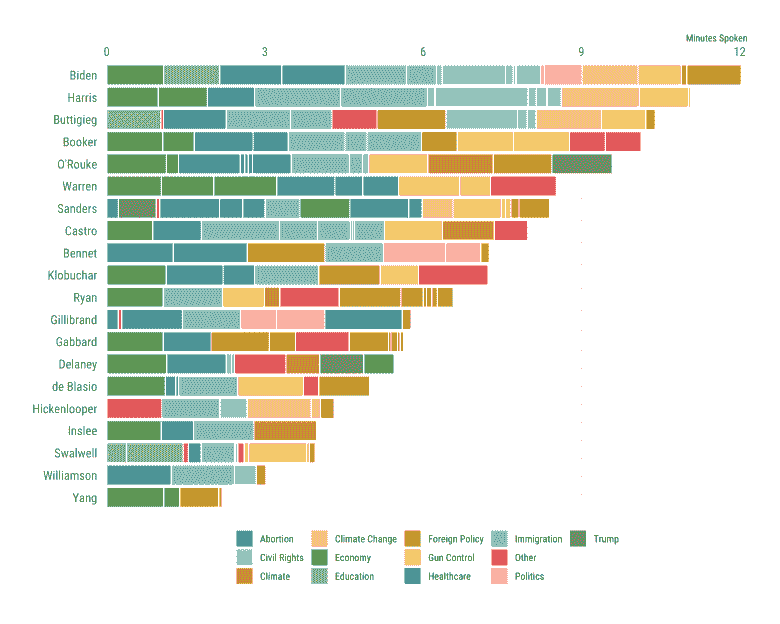 Minutes Spoken
0 3 6 9 12
Biden
Harris
Buttigieg
Booker
O'Rouke
Warren
Sanders
Castro
Bennet
Klobuchar
Ryan
Gillibrand
Gabbard
Delaney
de Blasio
Hickenlooper
Inslee
Swalwell
Williamson
Yang
Abortion Climate Change Foreign Policy Immigration Trump
Civil Rights Economy Gun Control Other
Climate Education Healthcare Politics